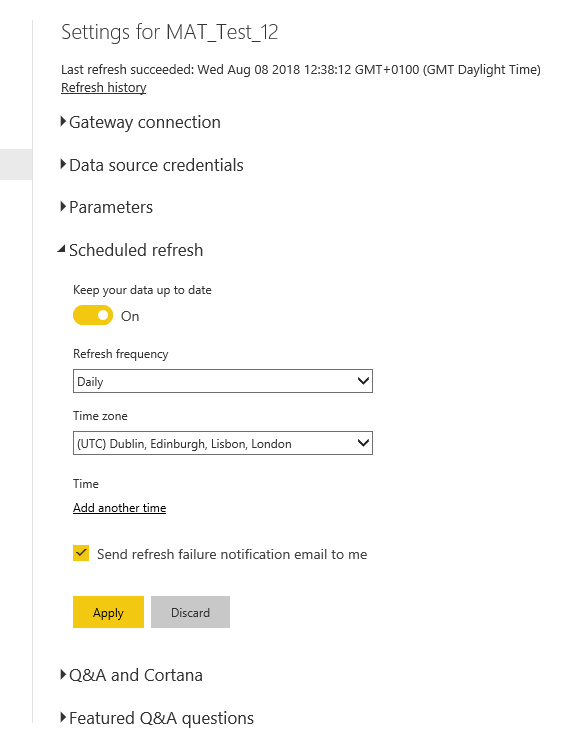 Settings for MAT_Test_12
Last refresh succeeded: Wed Aug 08 2018 12:38:12 GMT+0100 (GMT Daylight Time)
Refresh history
Gateway connection
Data source credentials
Parameters
Scheduled refresh
Keep your data up to date
On
Refresh frequency
Daily
Time zone
(UTC) Dublin, Edinburgh, Lisbon, London
Time
Add another time
Send refresh failure notification email to me
Apply Discard
Q&A and Cortana
Featured Q&A questions